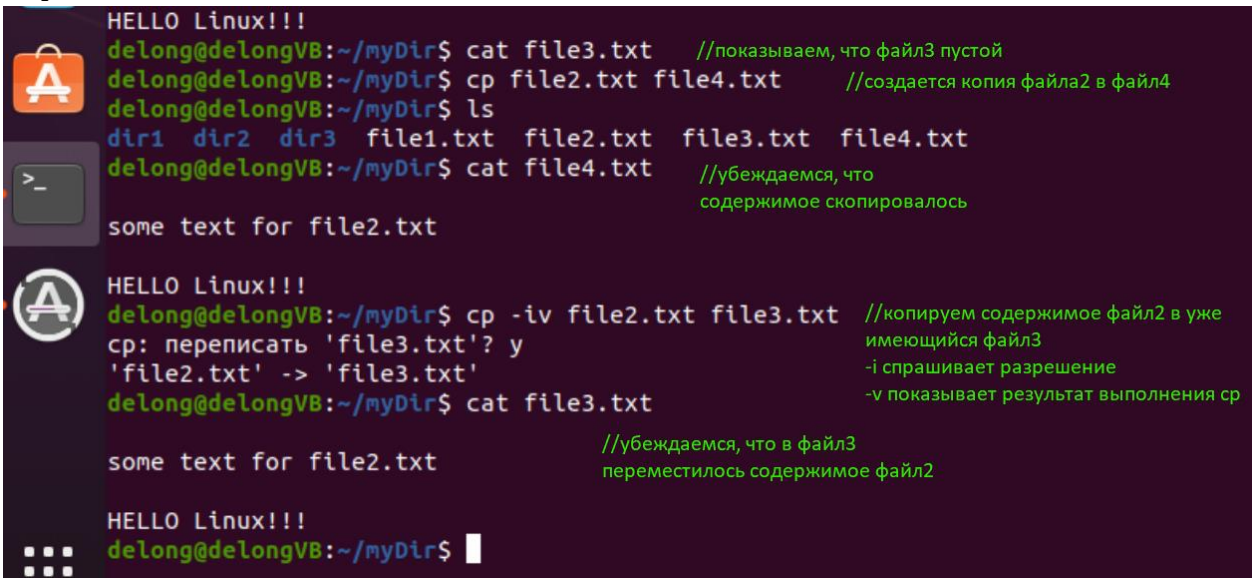 HELLO Linux!!!
delong@delongVB:~/myDir$ cat file3.txt //показываем, что файл3 пустой
delong@delongVB:~/myDir$ cp file2.txt file4.txt //создается копия файла2 в файл4
delong@delongVB:~/myDir$ ls
dir1 dir2 dir3 file1.txt file2.txt file3.txt file4.txt
delong@delongVB:~/myDir$ cat file4.txt //убеждаемся, что
содержимое скопировалось
some text for file2.txt
HELLO Linux!!!
delong@delongVB:~/myDir$ cp -iv file2.txt file3.txt //копируем содержимое файл2 в уже
cp: переписать 'file3.txt'? y имеющийся файл3
'file2.txt' -> 'file3.txt' -i спрашивает разрешение
delong@delongVB:~/myDir$ cat file3.txt -v показывает результат выполнения cp
//убеждаемся, что в файл3
some text for file2.txt переместилось содержимое файл2
HELLO Linux!!!
delong@delongVB:~/myDir$